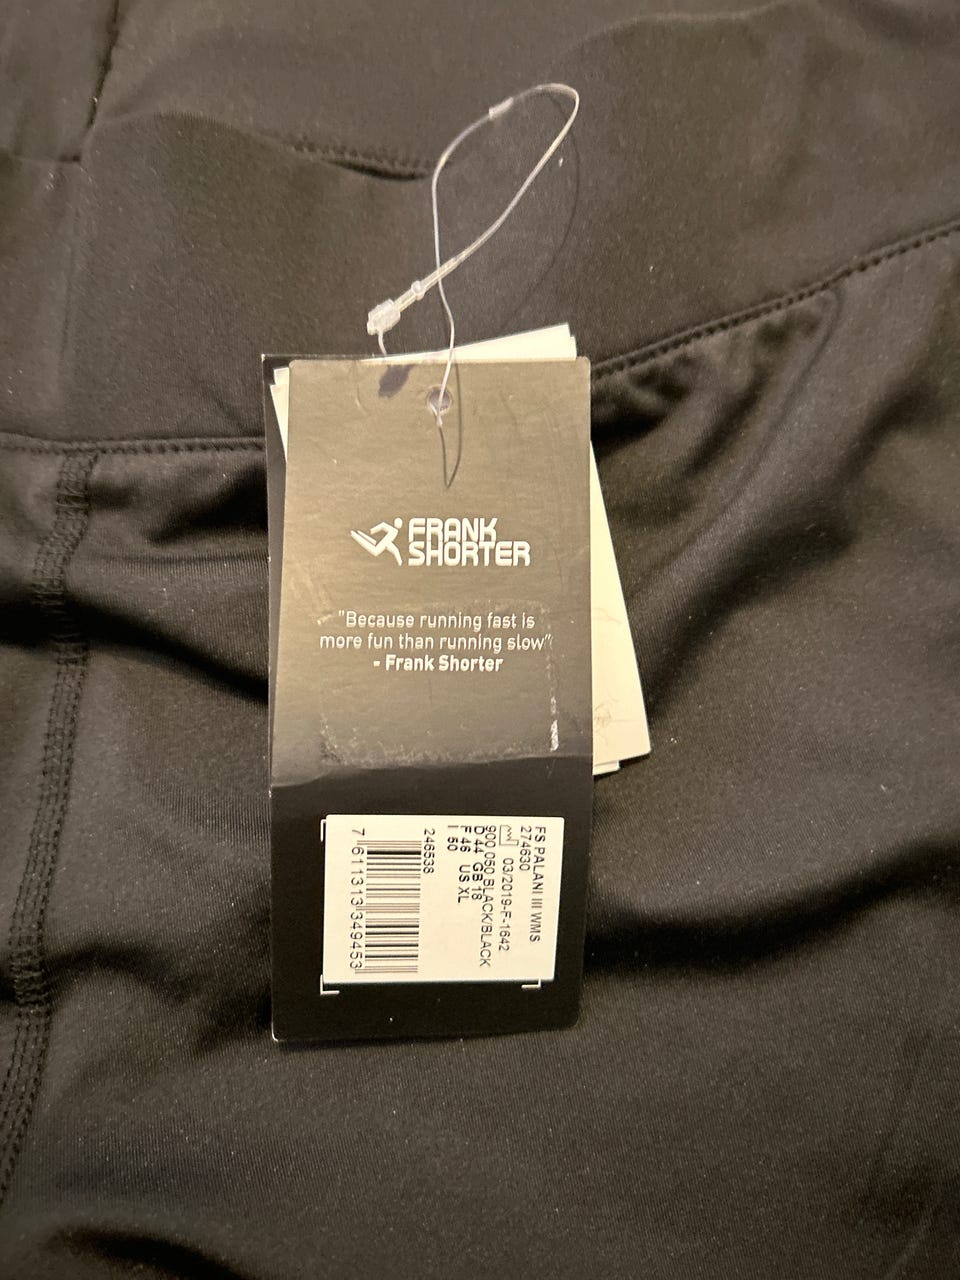 FRANK
SHORTER
"Because running fast is
more fun than running slow"
- Frank Shorter
FS PALANI III WMS
274630
03/2019-F-1642
900,050,BLACK/BLACK
D 44 GB 18
F 46 US XL
I 50
246538
7 611313 349453